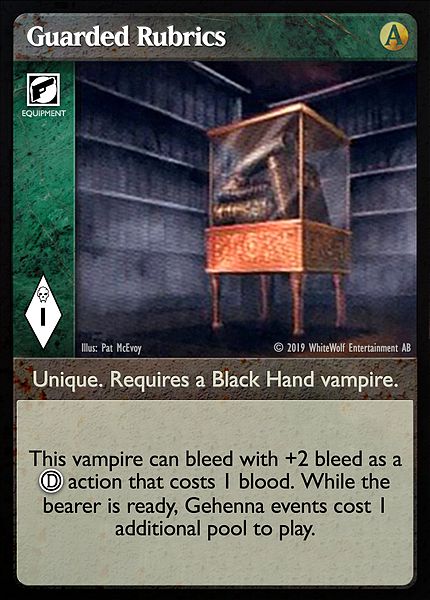 Guarded Rubrics
A
EQUIPMENT
1
Illus: Pat McEvoy
© 2019 WhiteWolf Entertainment AB
Unique. Requires a Black Hand vampire.
This vampire can bleed with +2 bleed as a
D action that costs 1 blood. While the
bearer is ready, Gehenna events cost 1
additional pool to play.